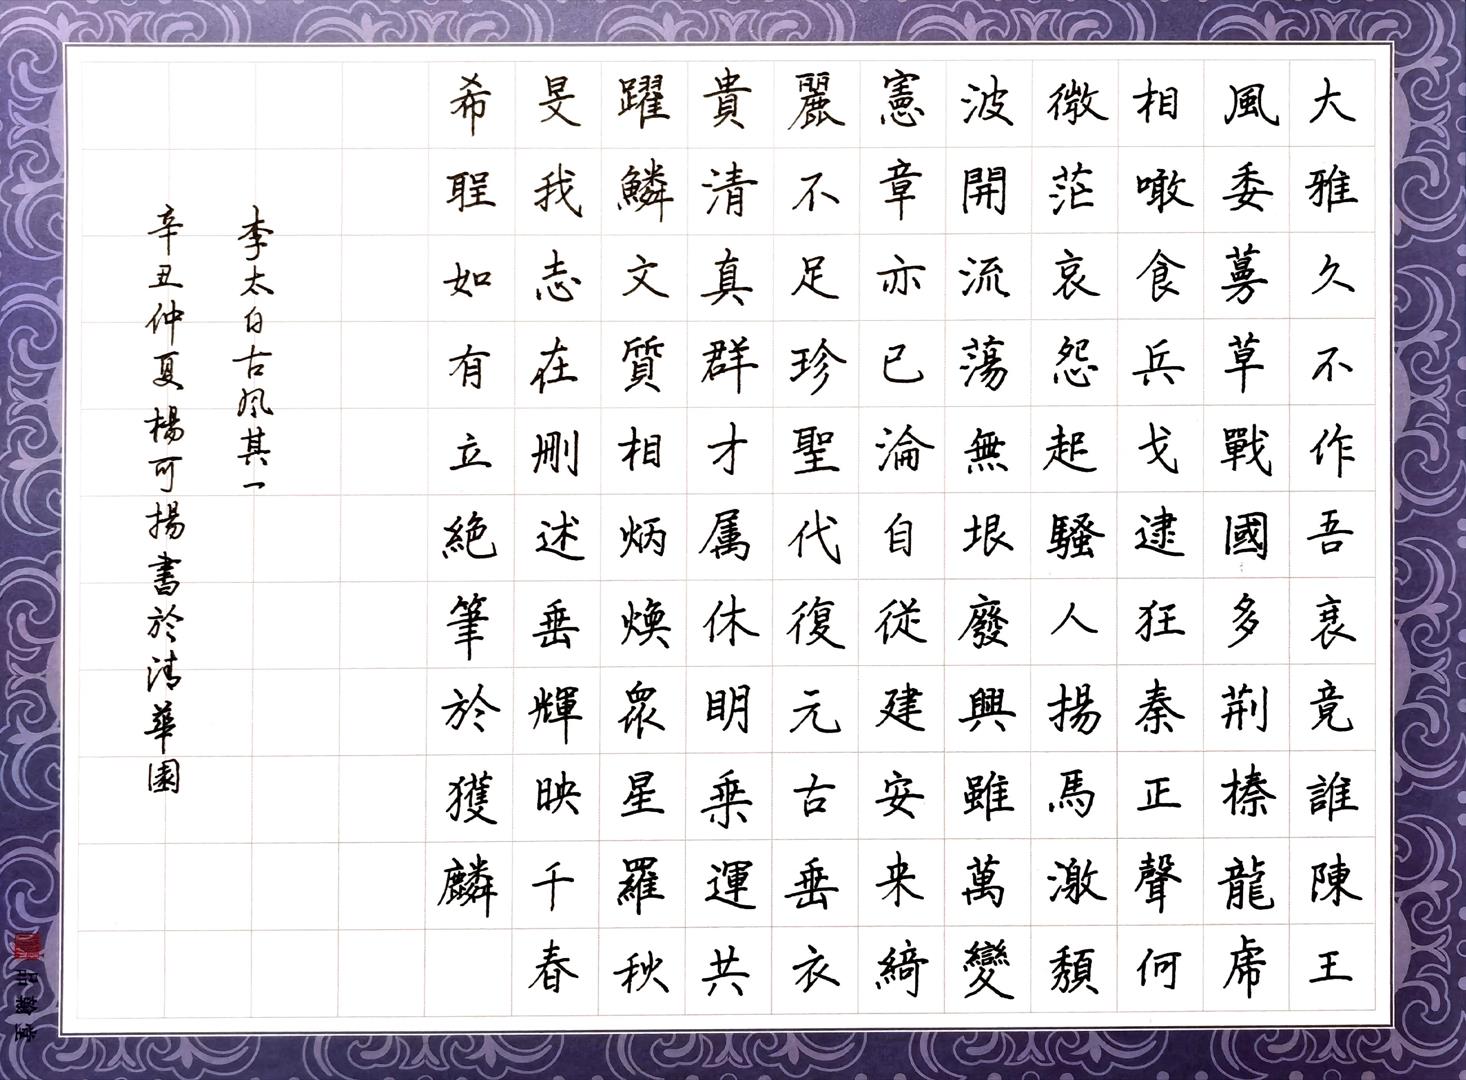 大雅久不作吾衰竟誰陳王
風委蔓草戰國多荆榛龍虎
相噉食兵戈逮狂秦正聲何
微茫哀怨起騷人揚馬激頹
波開流蕩無垠廢興雖萬變
憲章亦已淪自從建安来綺
麗不足珍聖代復元古垂衣
貴清真群才属休明乗運共
躍鱗文質相炳煥眾星羅秋
旻我志在刪述垂輝映千春
希聖如有立絶筆於獲麟
李太白古風其一
辛丑仲夏楊可揚書於清華園